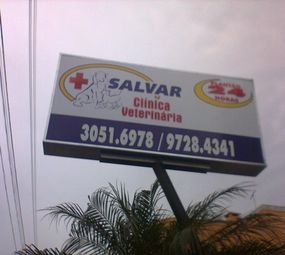 SALVAR
Clínica
Veterinária
PLANTÃO
24
HORAS
3051.6978 / 9728.4341